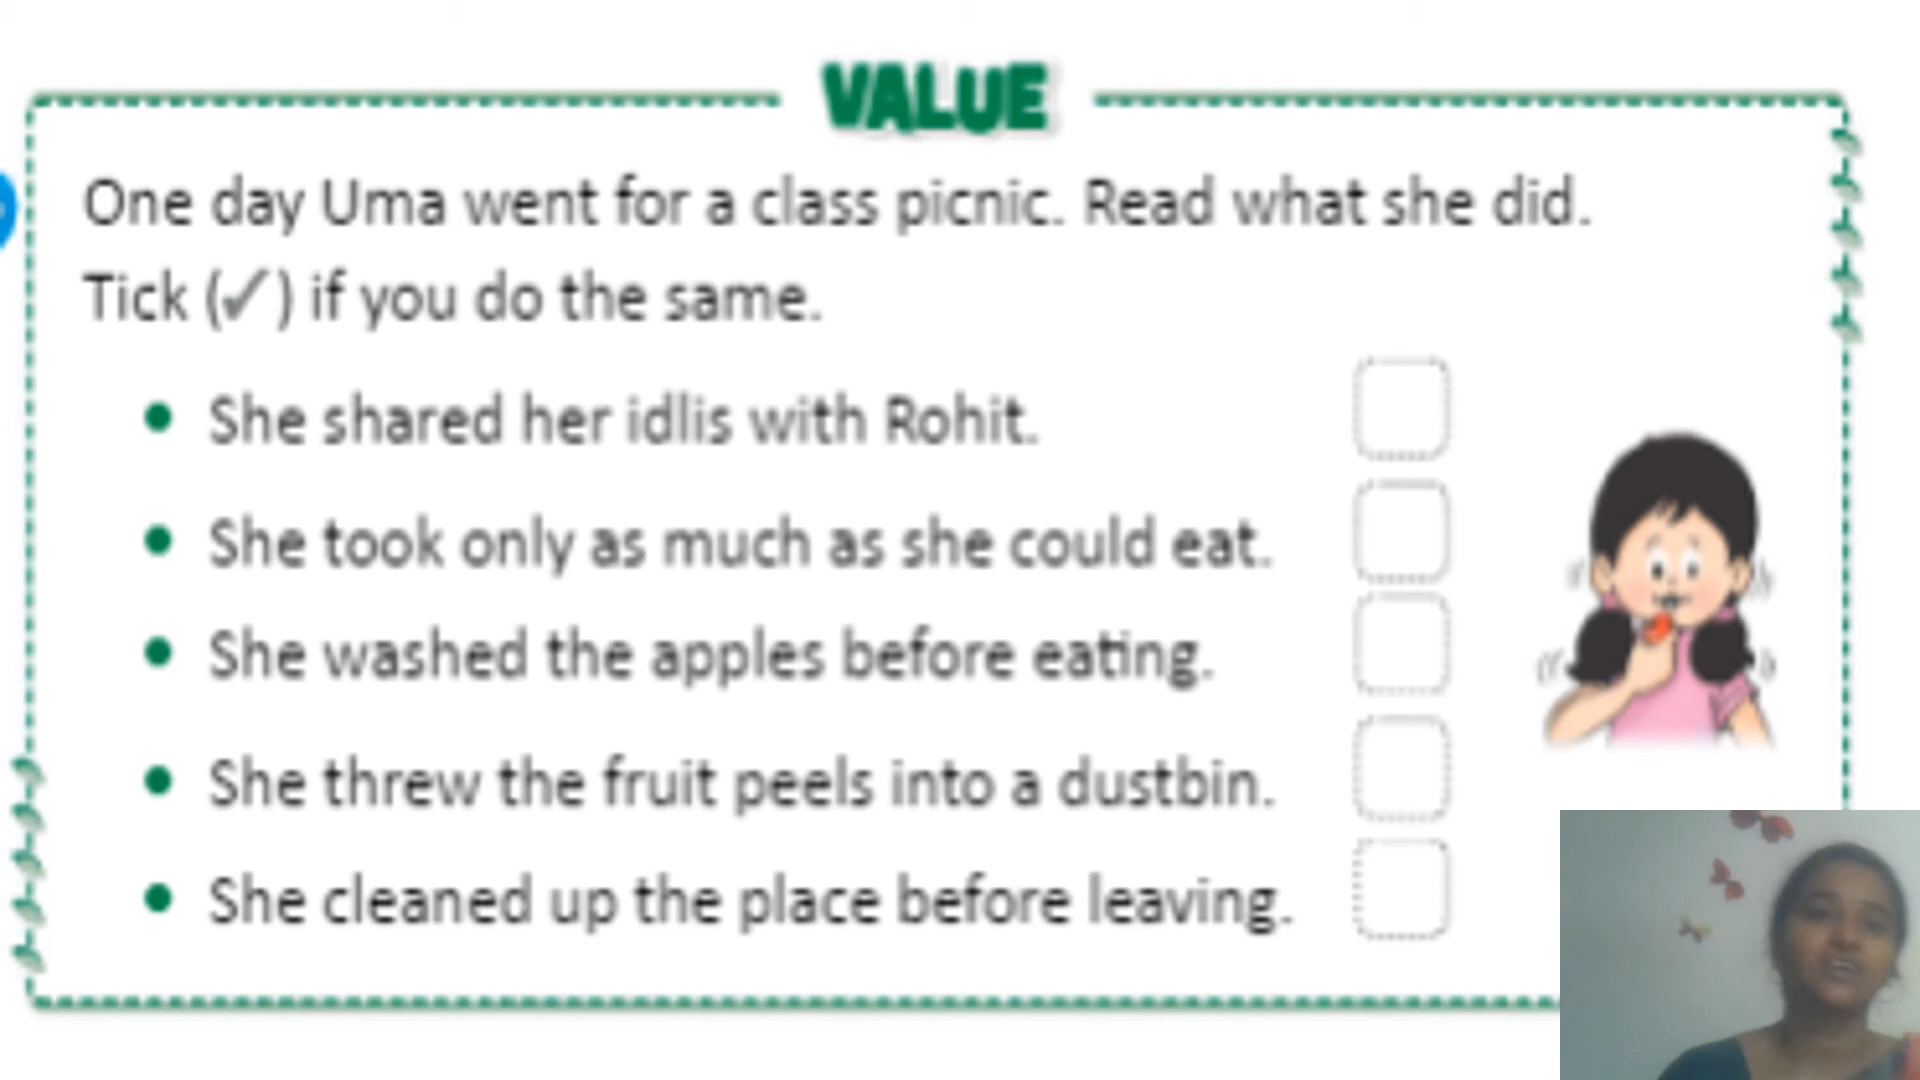 VALUE
One day Uma went for a class picnic. Read what she did.
Tick (✓) if you do the same.
• She shared her idlis with Rohit.
• She took only as much as she could eat.
• She washed the apples before eating.
• She threw the fruit peels into a dustbin.
• She cleaned up the place before leaving.